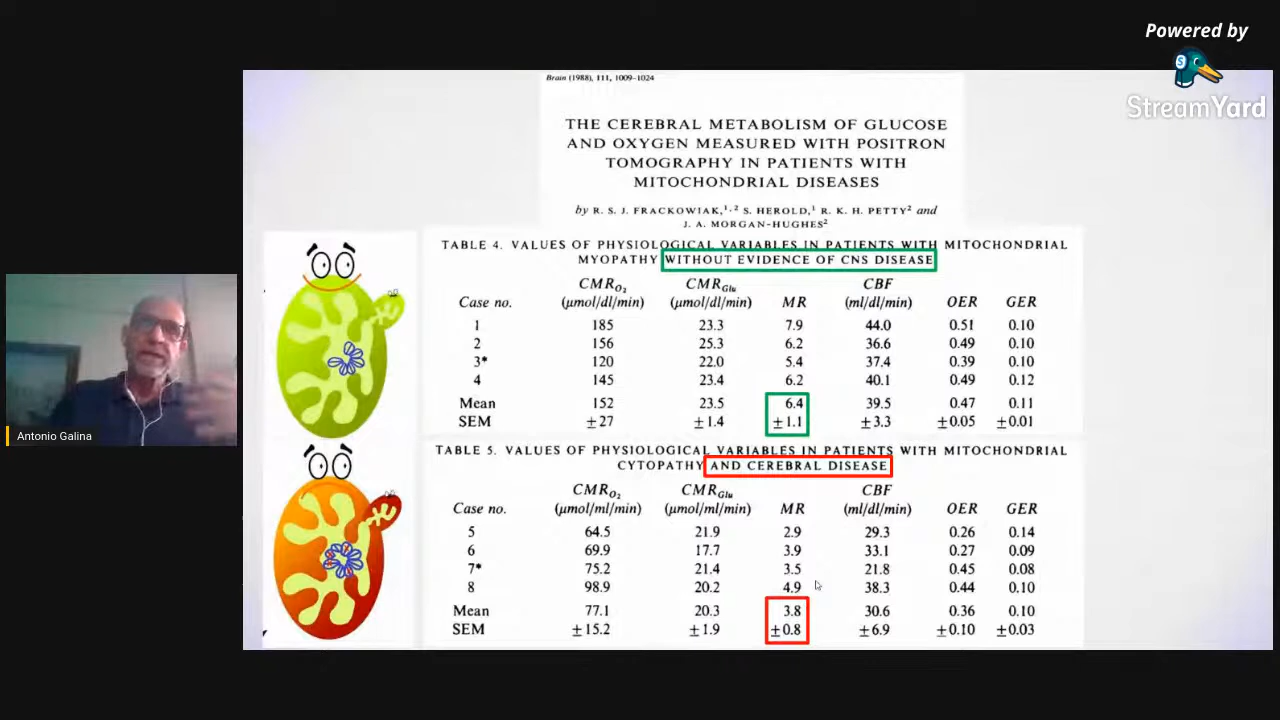 Powered by
StreamYard
Brain (1988), 111, 1009–1024
THE CEREBRAL METABOLISM OF GLUCOSE
AND OXYGEN MEASURED WITH POSITRON
TOMOGRAPHY IN PATIENTS WITH
MITOCHONDRIAL DISEASES
by R. S. J. FRACKOWIAK,1,2 S. HEROLD,1 R. K. H. PETTY2 and
J. A. MORGAN-HUGHES2
TABLE 4. VALUES OF PHYSIOLOGICAL VARIABLES IN PATIENTS WITH MITOCHONDRIAL
MYOPATHY WITHOUT EVIDENCE OF CNS DISEASE
CMRO2 CMRGlu CBF
Case no. (μmol/dl/min) (μmol/dl/min) MR (ml/dl/min) OER GER
1 185 23.3 7.9 44.0 0.51 0.10
2 156 25.3 6.2 36.6 0.49 0.10
3* 120 22.0 5.4 37.4 0.39 0.10
4 145 23.4 6.2 40.1 0.49 0.12
Mean 152 23.5 6.4 39.5 0.47 0.11
SEM ±27 ±1.4 ±1.1 ±3.3 ±0.05 ±0.01
TABLE 5. VALUES OF PHYSIOLOGICAL VARIABLES IN PATIENTS WITH MITOCHONDRIAL
CYTOPATHY AND CEREBRAL DISEASE
CMRO2 CMRGlu CBF
Case no. (μmol/ml/min) (μmol/ml/min) MR (ml/dl/min) OER GER
5 64.5 21.9 2.9 29.3 0.26 0.14
6 69.9 17.7 3.9 33.1 0.27 0.09
7* 75.2 21.4 3.5 21.8 0.45 0.08
8 98.9 20.2 4.9 38.3 0.44 0.10
Mean 77.1 20.3 3.8 30.6 0.36 0.10
SEM ±15.2 ±1.9 ±0.8 ±6.9 ±0.10 ±0.03
Antonio Galina